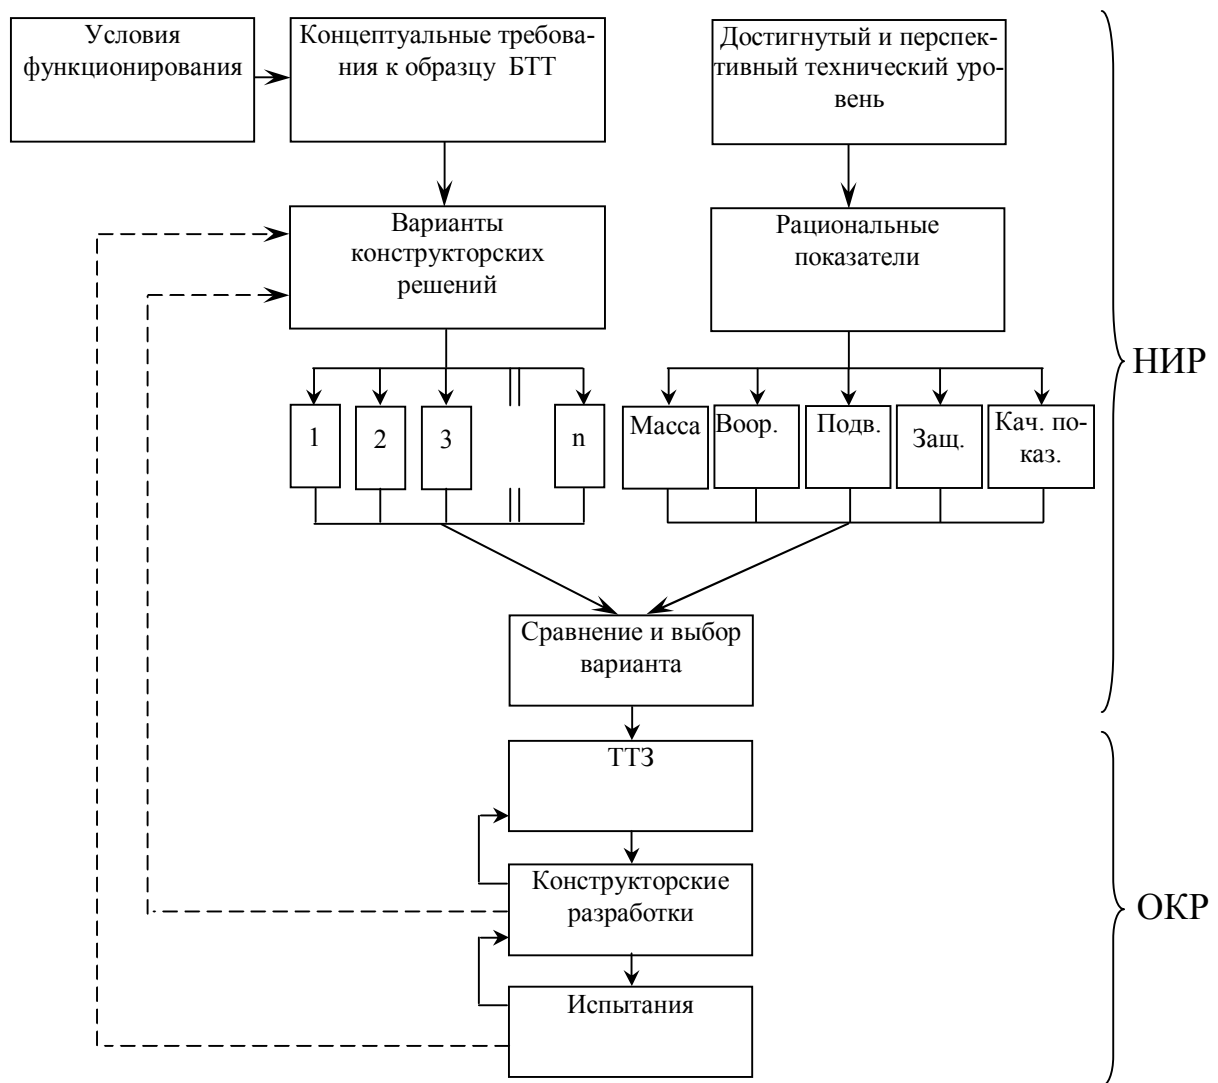 Условия
функционирования
Концептуальные требова-
ния к образцу БТТ
Достигнутый и перспек-
тивный технический уро-
вень
Варианты
конструкторских
решений
Рациональные
показатели
НИР
1
2
3
n
Масса
Воор.
Подв.
Защ.
Кач. по-
каз.
Сравнение и выбор
варианта
ТТЗ
Конструкторские
разработки
ОКР
Испытания